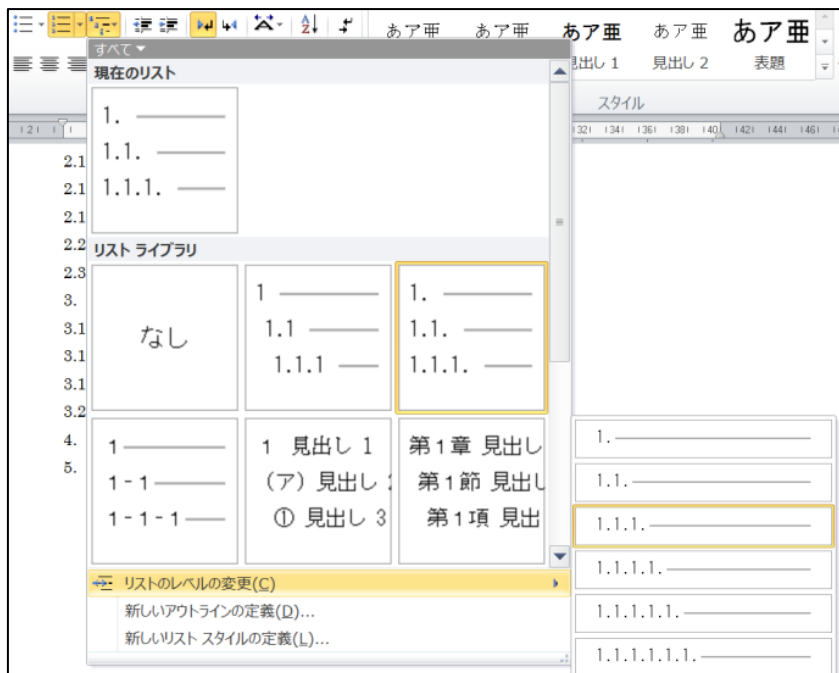 あア亜 あア亜 あア亜 あア亜 あア亜
見出し 1 見出し 2 表題
スタイル
すべて
現在のリスト
1.
1.1.
1.1.1.
リスト ライブラリ
なし
1
1.1
1.1.1
1.
1.1.
1.1.1.
1
1-1
1-1-1
1 見出し 1
(ア) 見出し
① 見出し 3
第1章 見出し
第1節 見出し
第1項 見出
リストのレベルの変更(C)
新しいアウトラインの定義(D)...
新しいリスト スタイルの定義(L)...
2.1
2.1
2.1
2.2
2.3
3.
3.1
3.1
3.1
3.2
4.
5.
1.
1.1.
1.1.1.
1.1.1.1.
1.1.1.1.1.
1.1.1.1.1.1.